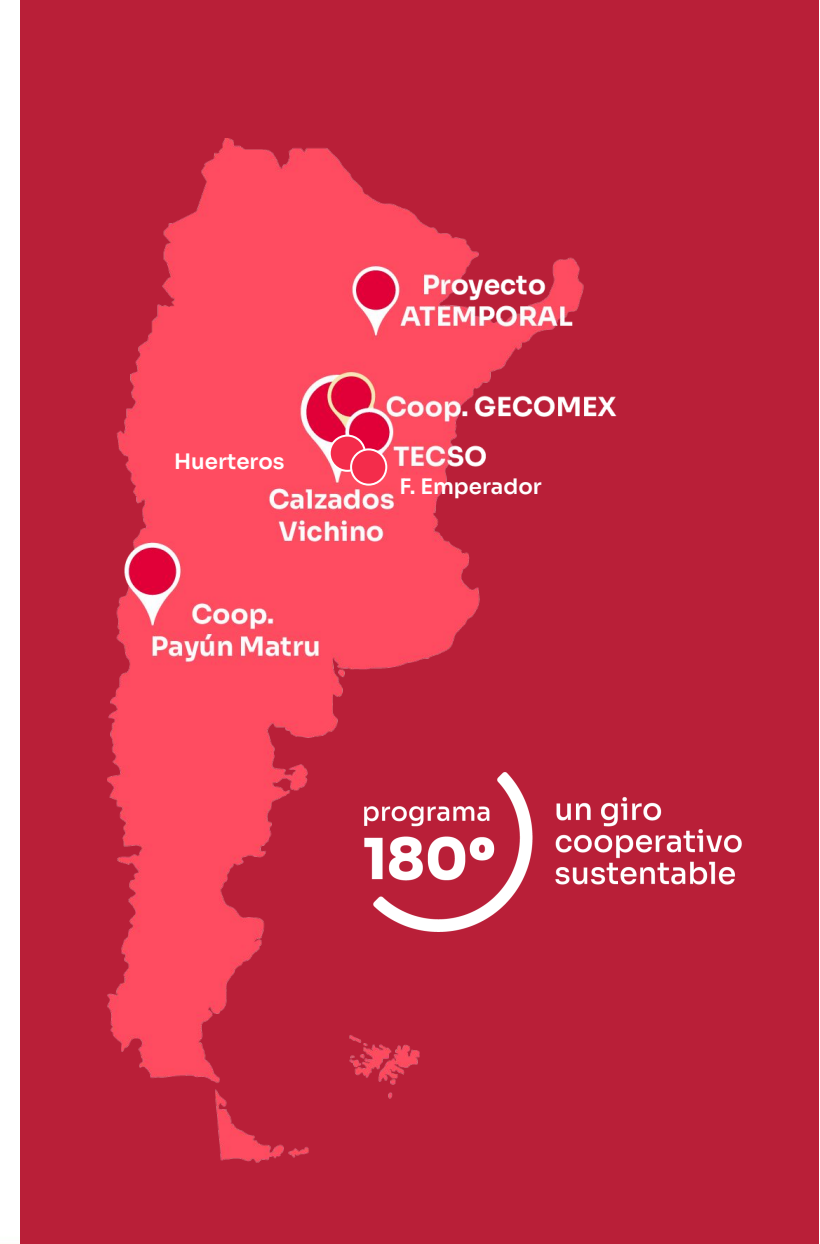 Proyecto
ATEMPORAL
Coop. GECOMEX
TECSO
Huerteros
F. Emperador
Calzados
Vichino
Coop.
Payún Matru
programa
180º
un giro
cooperativo
sustentable